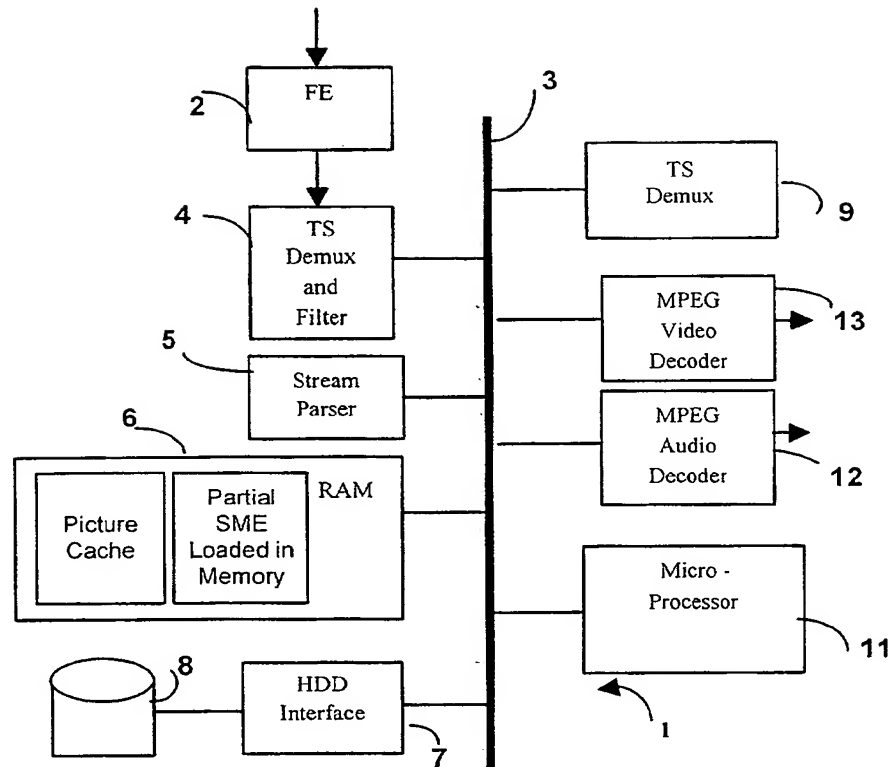 FE
2
3
4
TS
Demux
and
Filter
TS
Demux
9
MPEG
Video
Decoder
13
5
Stream
Parser
MPEG
Audio
Decoder
12
6
RAM
Picture
Cache
Partial
SME
Loaded in
Memory
Micro -
Processor
11
8
HDD
Interface
7
1